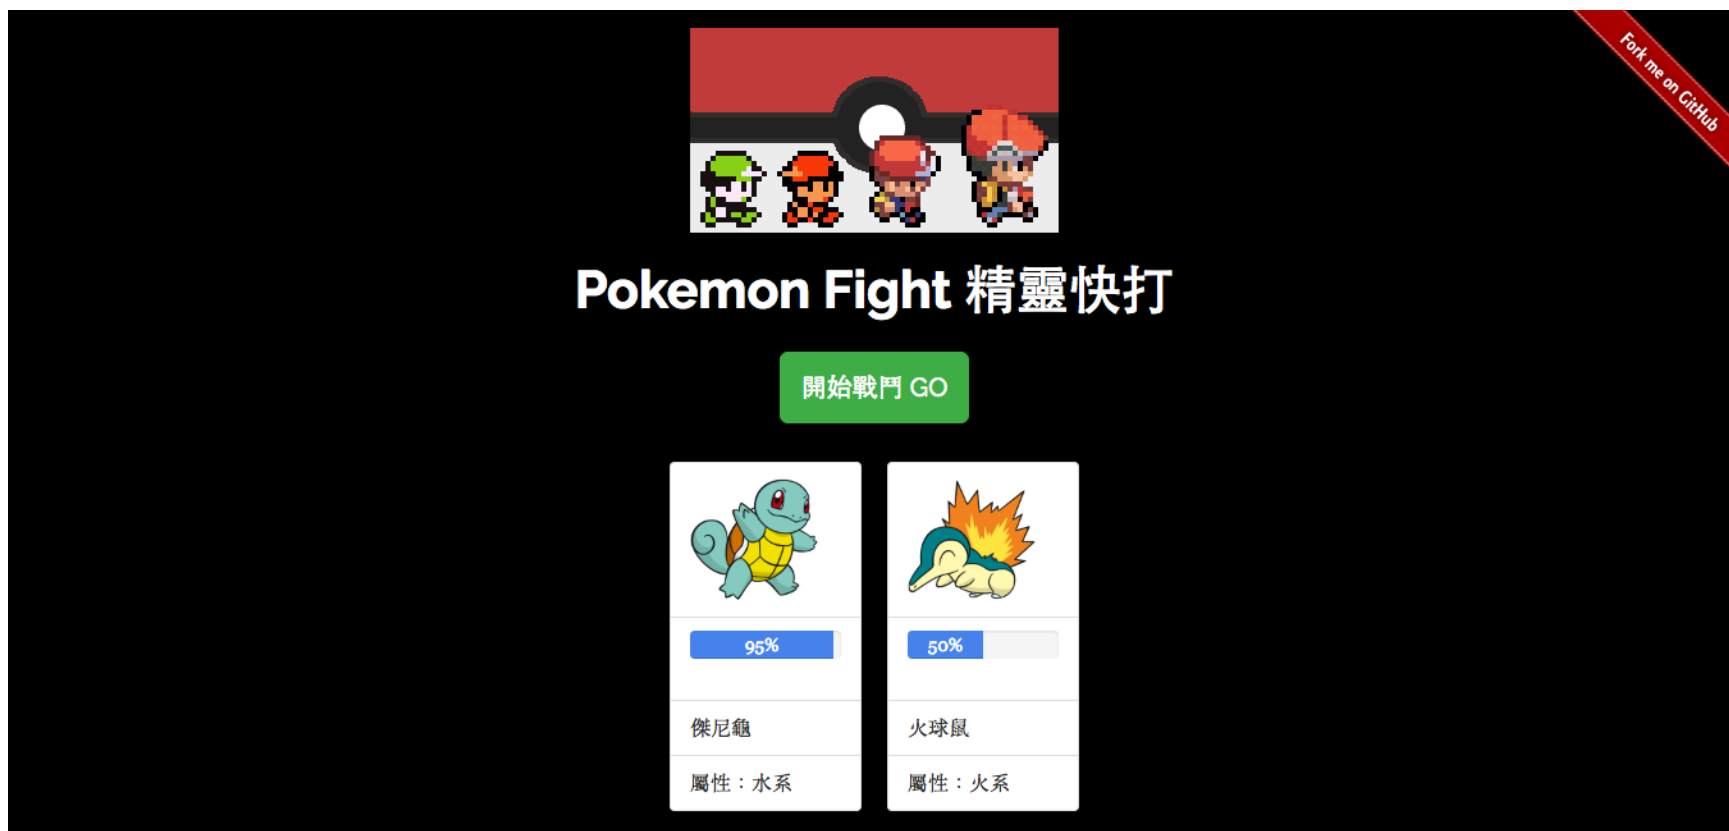 Fork me on GitHub
Pokemon Fight 精靈快打
開始戰鬥 GO
95%
50%
傑尼龜
火球鼠
屬性：水系
屬性：火系